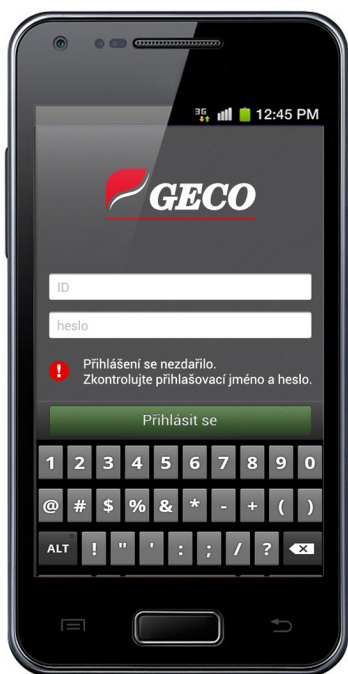 3G 12:45 PM
GECO
ID
heslo
Přihlášení se nezdařilo.
Zkontrolujte přihlašovací jméno a heslo.
Přihlásit se
1 2 3 4 5 6 7 8 9 0
@ # $ % & * - + ( )
ALT ! " ' : ; / ?